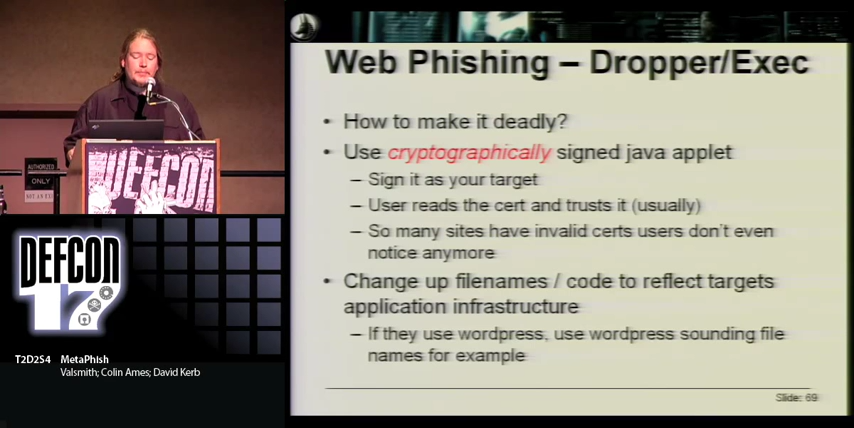 Web Phishing – Dropper/Exec
• How to make it deadly?
• Use cryptographically signed java applet
– Sign it as your target
– User reads the cert and trusts it (usually)
– So many sites have invalid certs users don't even
notice anymore
• Change up filenames / code to reflect targets
application infrastructure
– If they use wordpress, use wordpress sounding file
names for example
Slide: 69
AUTHORIZED
ONLY
DEFCON
DEFCON
17
T2D2S4 MetaPhish
Valsmith; Colin Ames; David Kerb